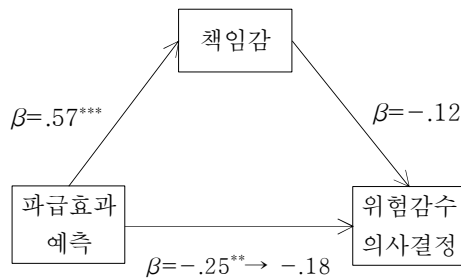 책임감
β=.57***
β=−.12
파급효과
예측
위험감수
의사결정
β=−.25**→ −.18